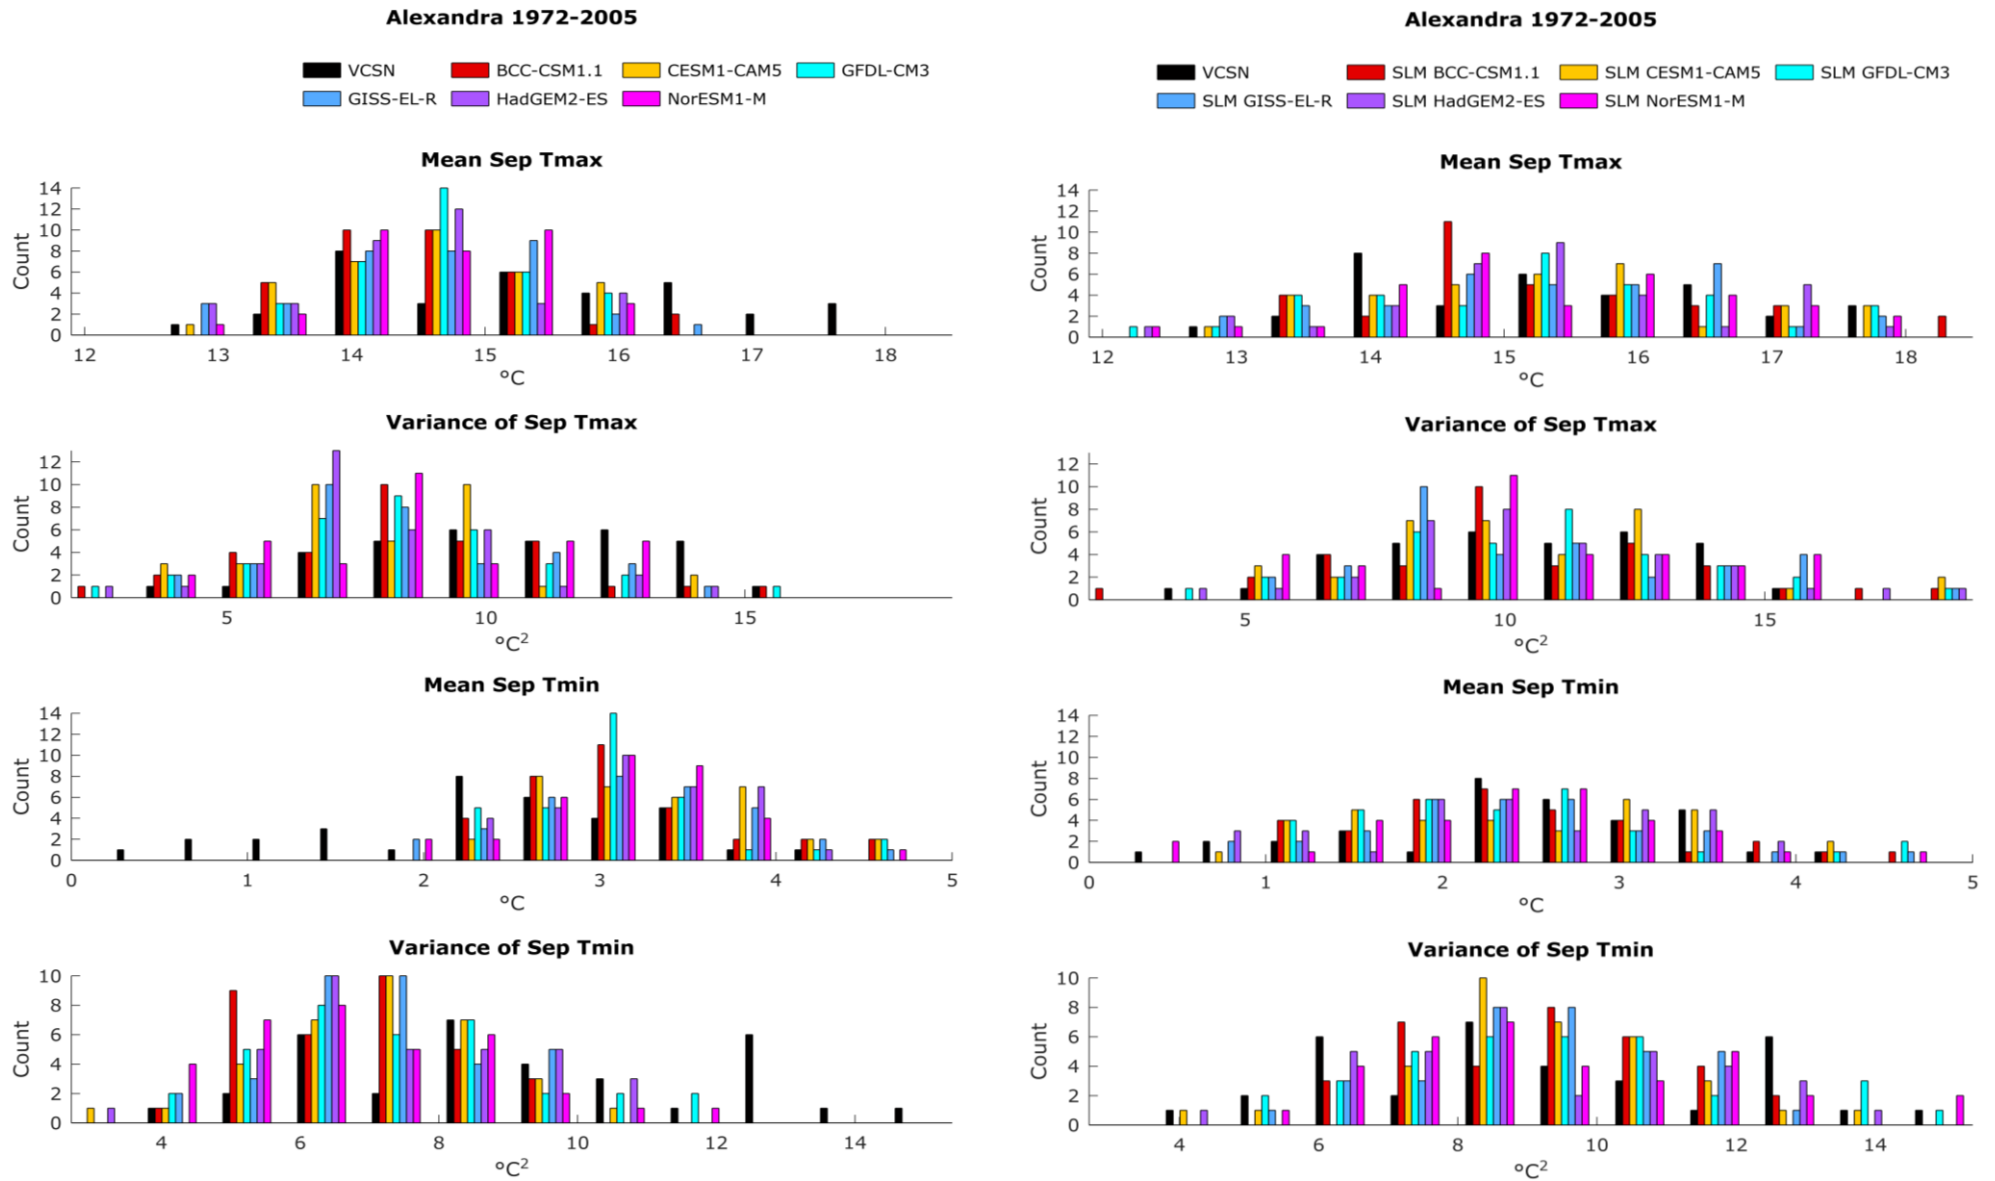 Alexandra 1972-2005
VCSN BCC-CSM1.1 CESM1-CAM5 GFDL-CM3
GISS-EL-R HadGEM2-ES NorESM1-M
Mean Sep Tmax
14
12
10
8
6
4
2
0
Count
12 13 14 15 16 17 18
°C
Variance of Sep Tmax
12
10
8
6
4
2
0
Count
5 10 15
°C²
Mean Sep Tmin
14
12
10
8
6
4
2
0
Count
0 1 2 3 4 5
°C
Variance of Sep Tmin
10
8
6
4
2
0
Count
4 6 8 10 12 14
°C²
Alexandra 1972-2005
VCSN SLM BCC-CSM1.1 SLM CESM1-CAM5 SLM GFDL-CM3
SLM GISS-EL-R SLM HadGEM2-ES SLM NorESM1-M
Mean Sep Tmax
14
12
10
8
6
4
2
0
Count
12 13 14 15 16 17 18
°C
Variance of Sep Tmax
12
10
8
6
4
2
0
Count
5 10 15
°C²
Mean Sep Tmin
14
12
10
8
6
4
2
0
Count
0 1 2 3 4 5
°C
Variance of Sep Tmin
10
8
6
4
2
0
Count
4 6 8 10 12 14
°C²